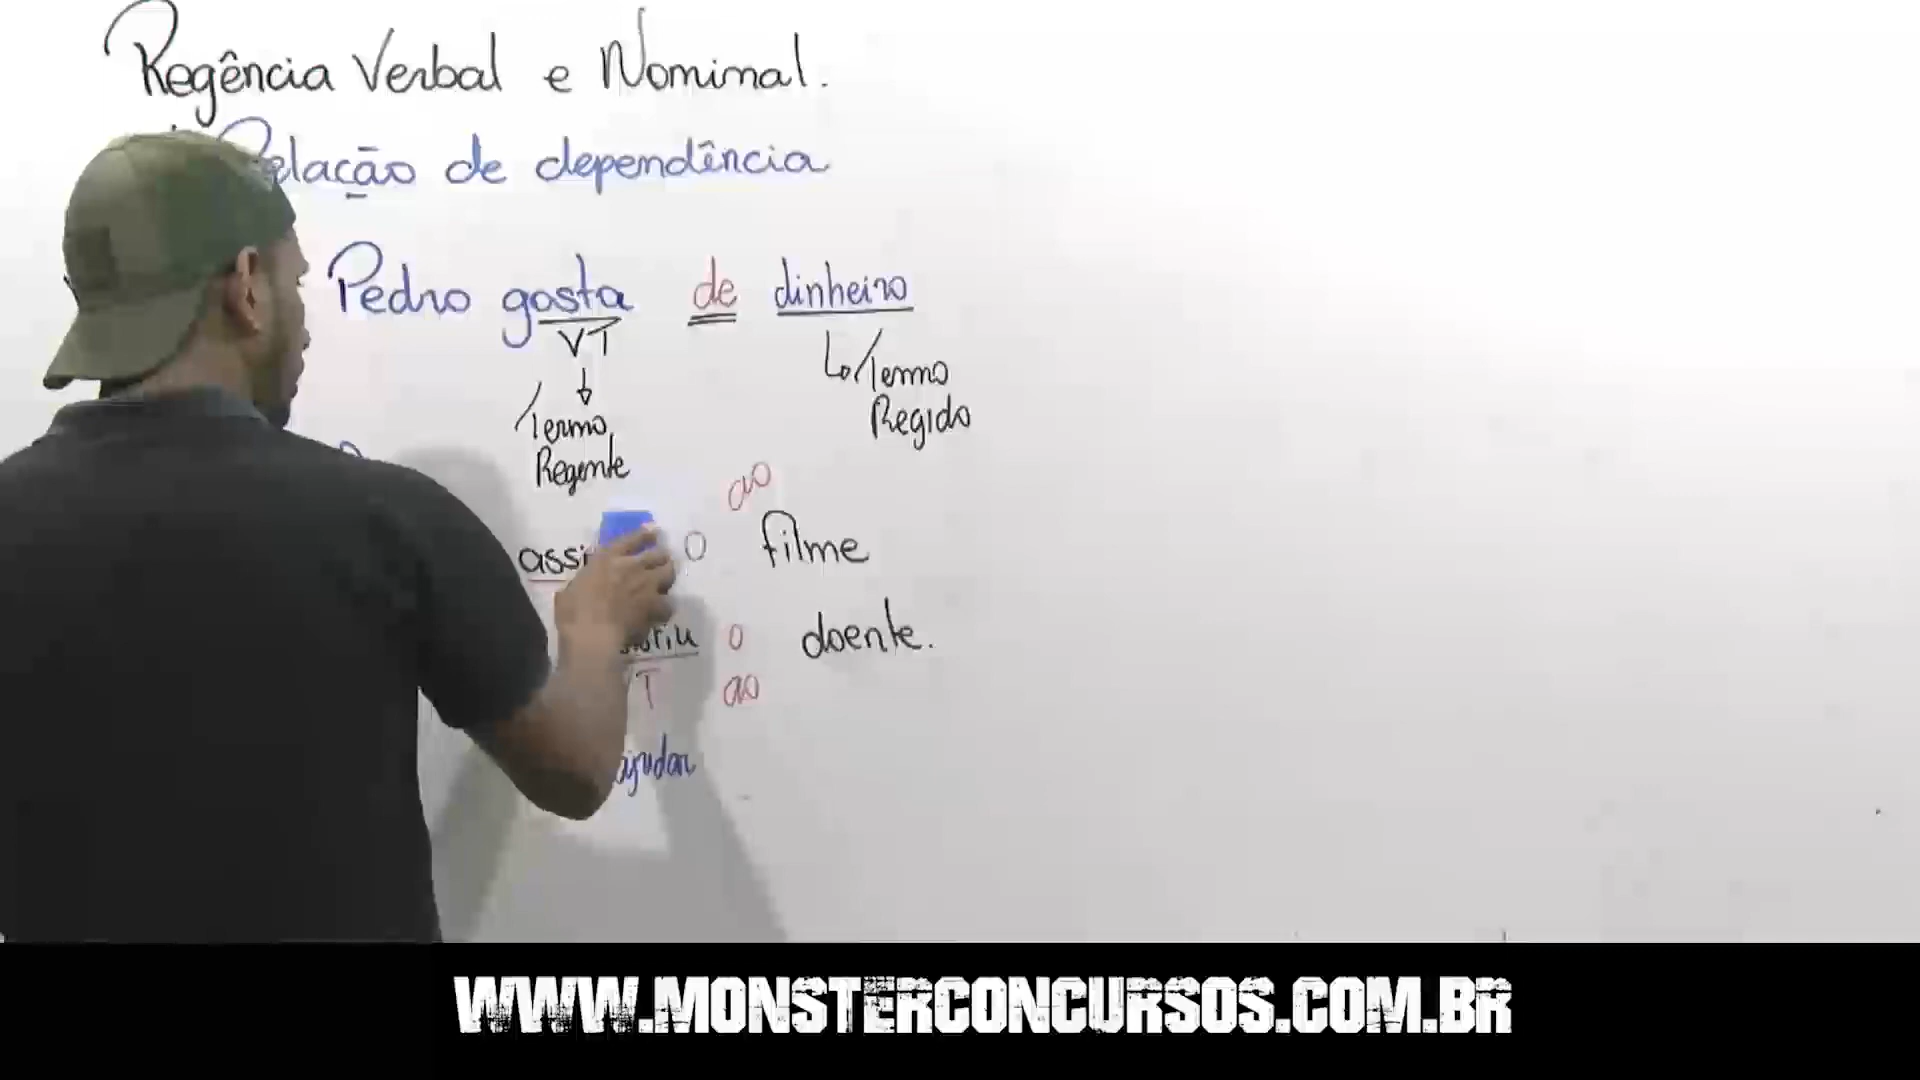 Regência Verbal e Nominal.
Relação de dependência
Pedro gosta de dinheiro
VT
Termo
Regente
Termo
Regido
ao
o filme
o doente.
ao
ajudar
WWW.MONSTERCONCURSOS.COM.BR